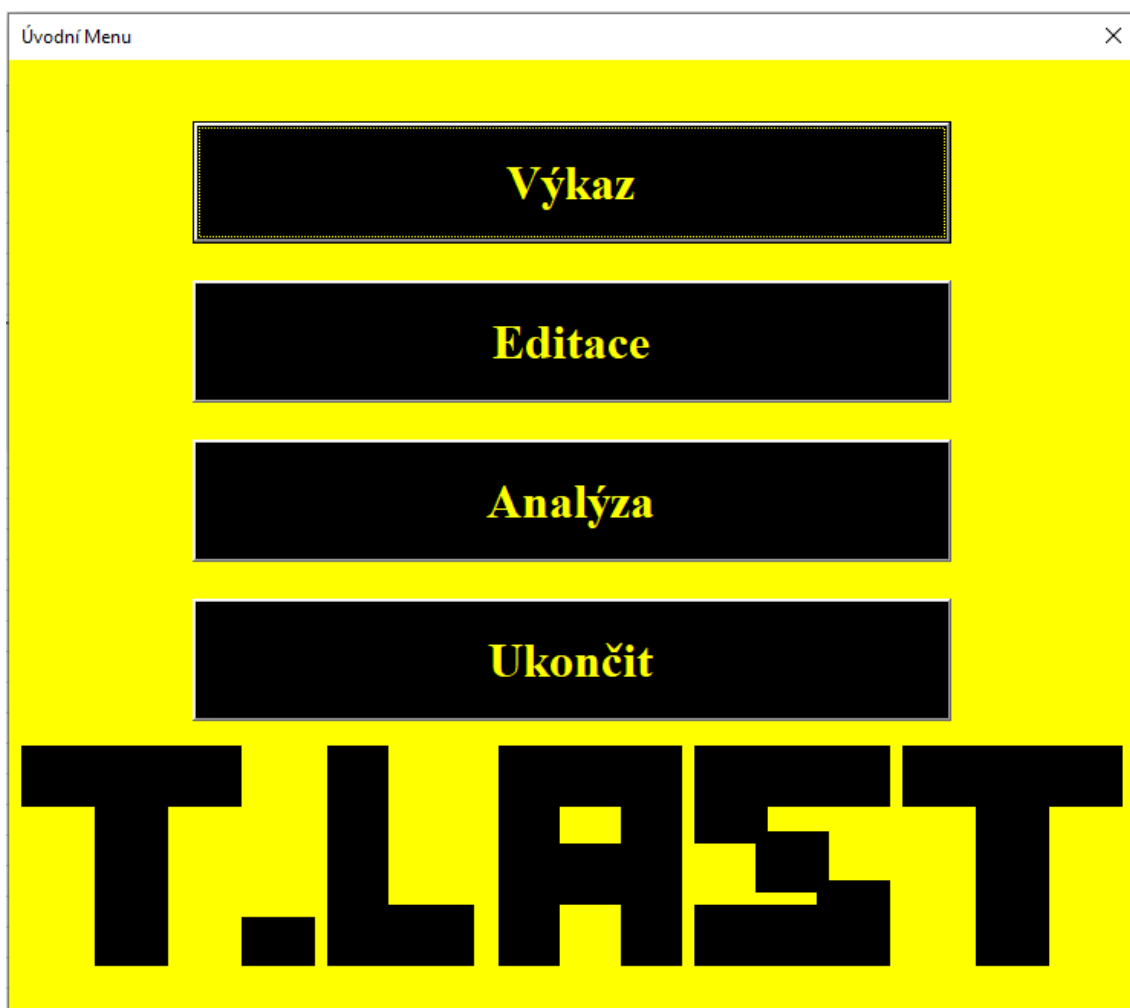 Úvodní Menu
Výkaz
Editace
Analýza
Ukončit
T.LAST